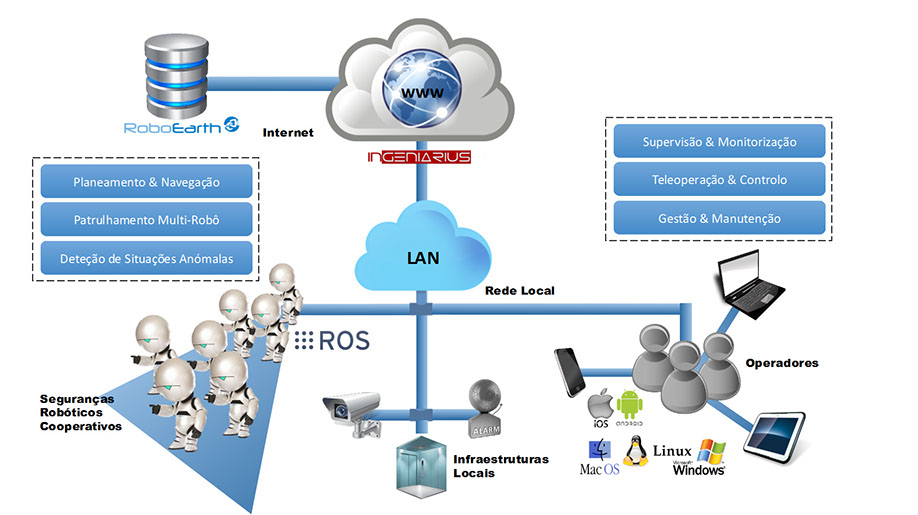 WWW
RoboEarth
Internet
INGENIARIUS
Planeamento & Navegação
Patrulhamento Multi-Robô
Deteção de Situações Anómalas
Supervisão & Monitorização
Teleoperação & Controlo
Gestão & Manutenção
LAN
Rede Local
ROS
Seguranças
Robóticos
Cooperativos
ALARM
Infraestruturas
Locais
Operadores
iOS
ANDROID
Mac OS
Linux
Microsoft
Windows